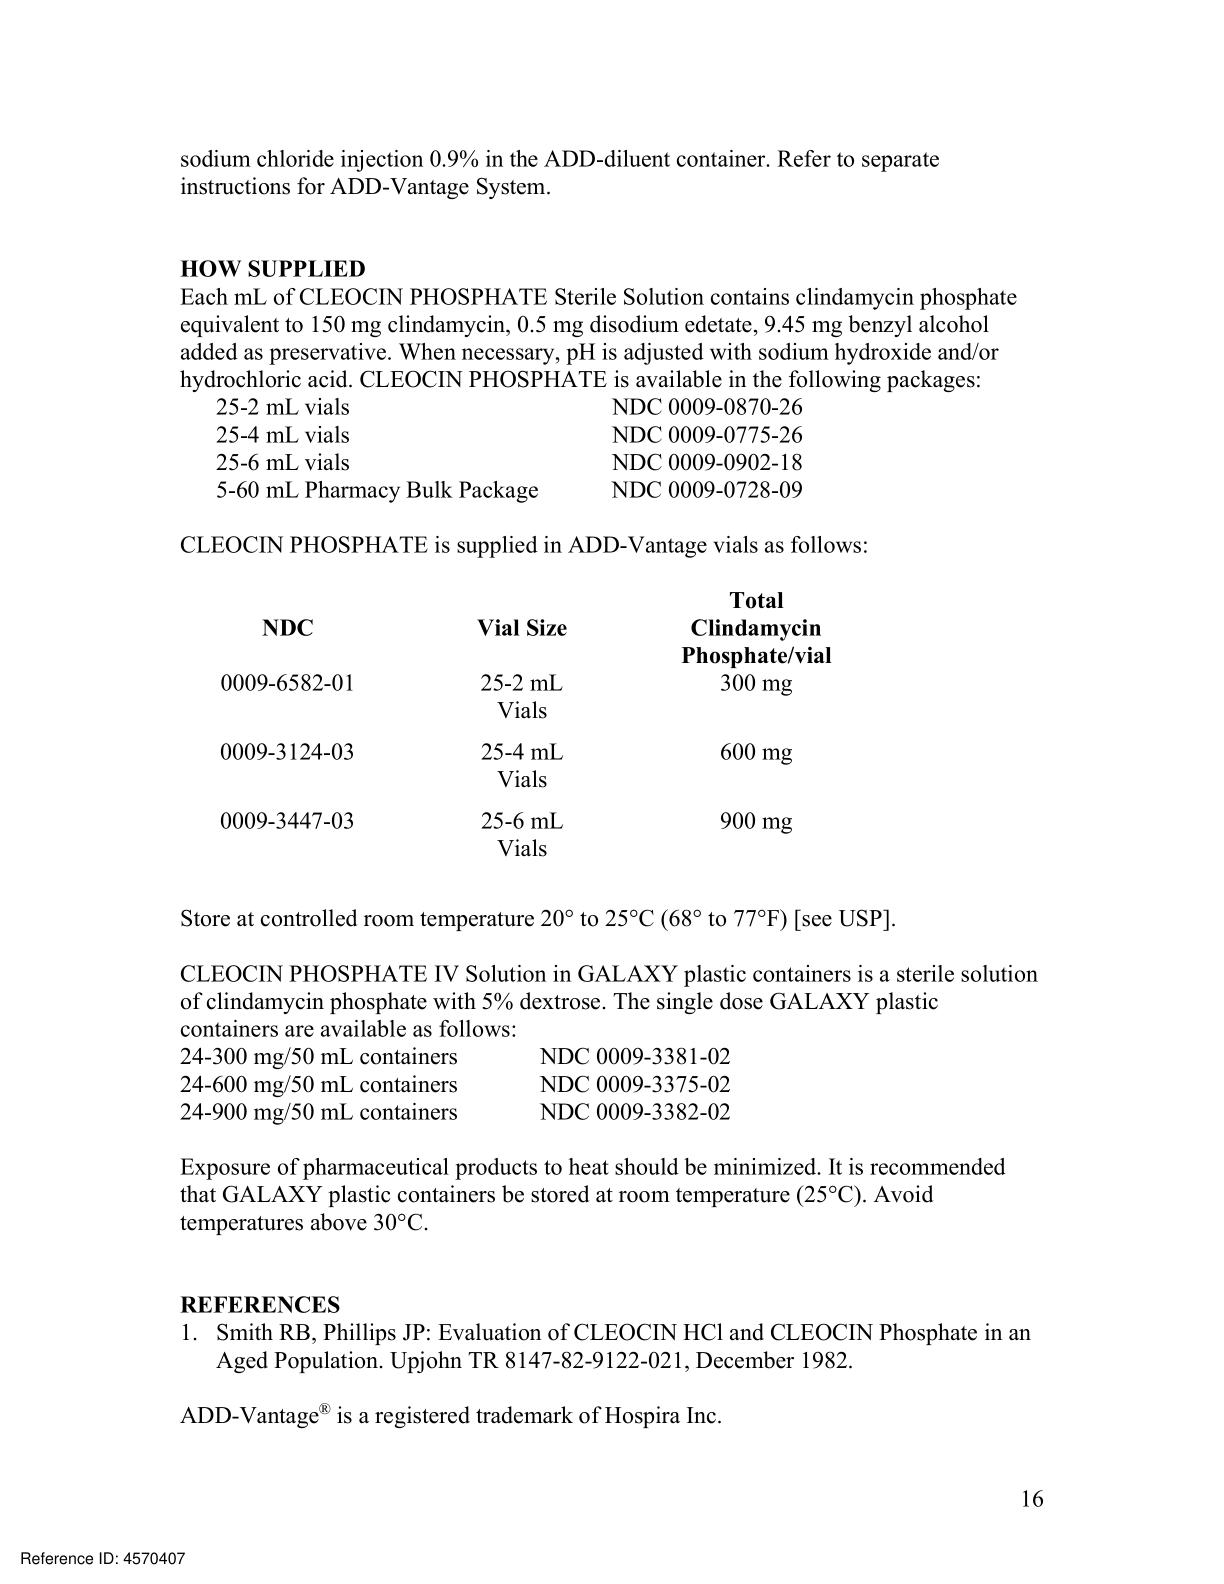 sodium chloride injection 0.9% in the ADD-diluent container. Refer to separate
instructions for ADD-Vantage System.
HOW SUPPLIED
Each mL of CLEOCIN PHOSPHATE Sterile Solution contains clindamycin phosphate
equivalent to 150 mg clindamycin, 0.5 mg disodium edetate, 9.45 mg benzyl alcohol
added as preservative. When necessary, pH is adjusted with sodium hydroxide and/or
hydrochloric acid. CLEOCIN PHOSPHATE is available in the following packages:
25-2 mL vials NDC 0009-0870-26
25-4 mL vials NDC 0009-0775-26
25-6 mL vials NDC 0009-0902-18
5-60 mL Pharmacy Bulk Package NDC 0009-0728-09
CLEOCIN PHOSPHATE is supplied in ADD-Vantage vials as follows:
Total
NDC Vial Size Clindamycin
Phosphate/vial
0009-6582-01 25-2 mL 300 mg
Vials
0009-3124-03 25-4 mL 600 mg
Vials
0009-3447-03 25-6 mL 900 mg
Vials
Store at controlled room temperature 20° to 25°C (68° to 77°F) [see USP].
CLEOCIN PHOSPHATE IV Solution in GALAXY plastic containers is a sterile solution
of clindamycin phosphate with 5% dextrose. The single dose GALAXY plastic
containers are available as follows:
24-300 mg/50 mL containers NDC 0009-3381-02
24-600 mg/50 mL containers NDC 0009-3375-02
24-900 mg/50 mL containers NDC 0009-3382-02
Exposure of pharmaceutical products to heat should be minimized. It is recommended
that GALAXY plastic containers be stored at room temperature (25°C). Avoid
temperatures above 30°C.
REFERENCES
1. Smith RB, Phillips JP: Evaluation of CLEOCIN HCl and CLEOCIN Phosphate in an
Aged Population. Upjohn TR 8147-82-9122-021, December 1982.
ADD-Vantage® is a registered trademark of Hospira Inc.
16
Reference ID: 4570407